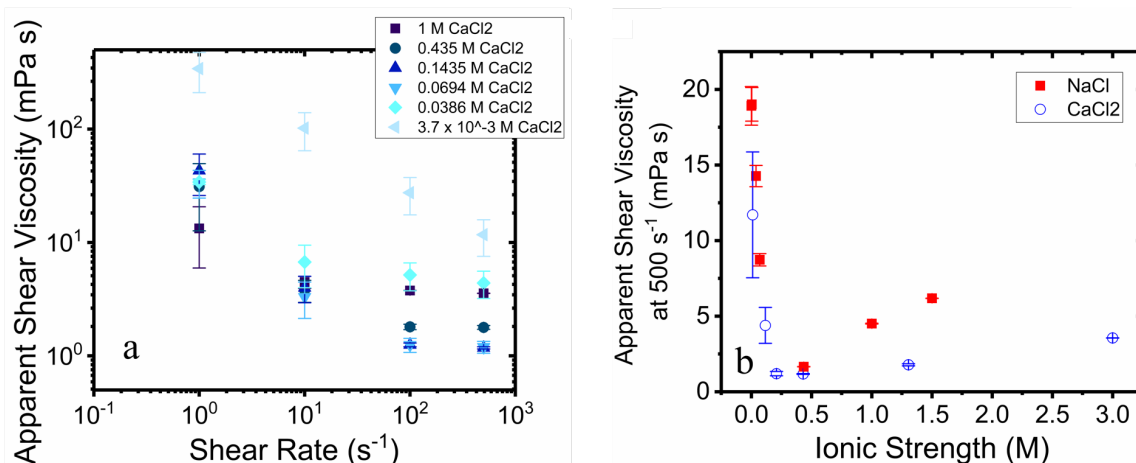 Apparent Shear Viscosity (mPa s)
10^2
10^1
10^0
10^-1 10^0 10^1 10^2 10^3
Shear Rate (s^-1)
a
1 M CaCl2
0.435 M CaCl2
0.1435 M CaCl2
0.0694 M CaCl2
0.0386 M CaCl2
3.7 x 10^-3 M CaCl2
Apparent Shear Viscosity
at 500 s^-1 (mPa s)
20
15
10
5
0
0.0 0.5 1.0 1.5 2.0 2.5 3.0
Ionic Strength (M)
b
NaCl
CaCl2